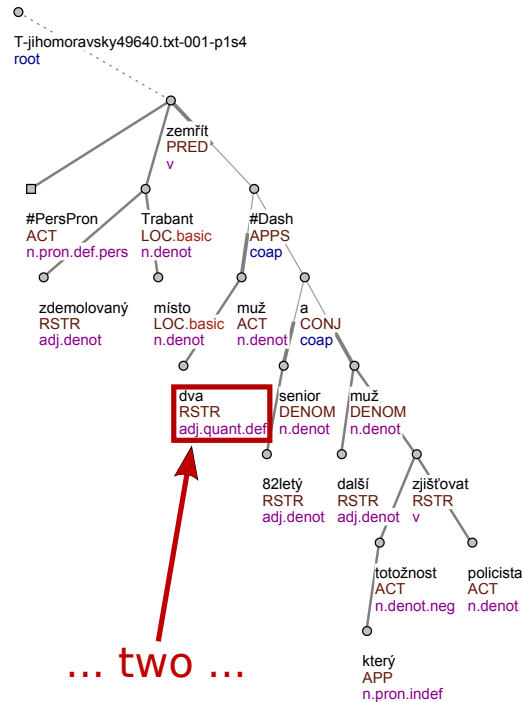 T-jihomoravsky49640.txt-001-p1s4
root
zemřít
PRED
v
#PersPron
ACT
n.pron.def.pers
Trabant
LOC.basic
n.denot
#Dash
APPS
coap
zdemolovaný
RSTR
adj.denot
místo
LOC.basic
n.denot
muž
ACT
n.denot
a
CONJ
coap
dva
RSTR
adj.quant.def
senior
DENOM
n.denot
muž
DENOM
n.denot
82letý
RSTR
adj.denot
další
RSTR
adj.denot
zjišťovat
RSTR
v
totožnost
ACT
n.denot.neg
policista
ACT
n.denot
který
APP
n.pron.indef
... two ...